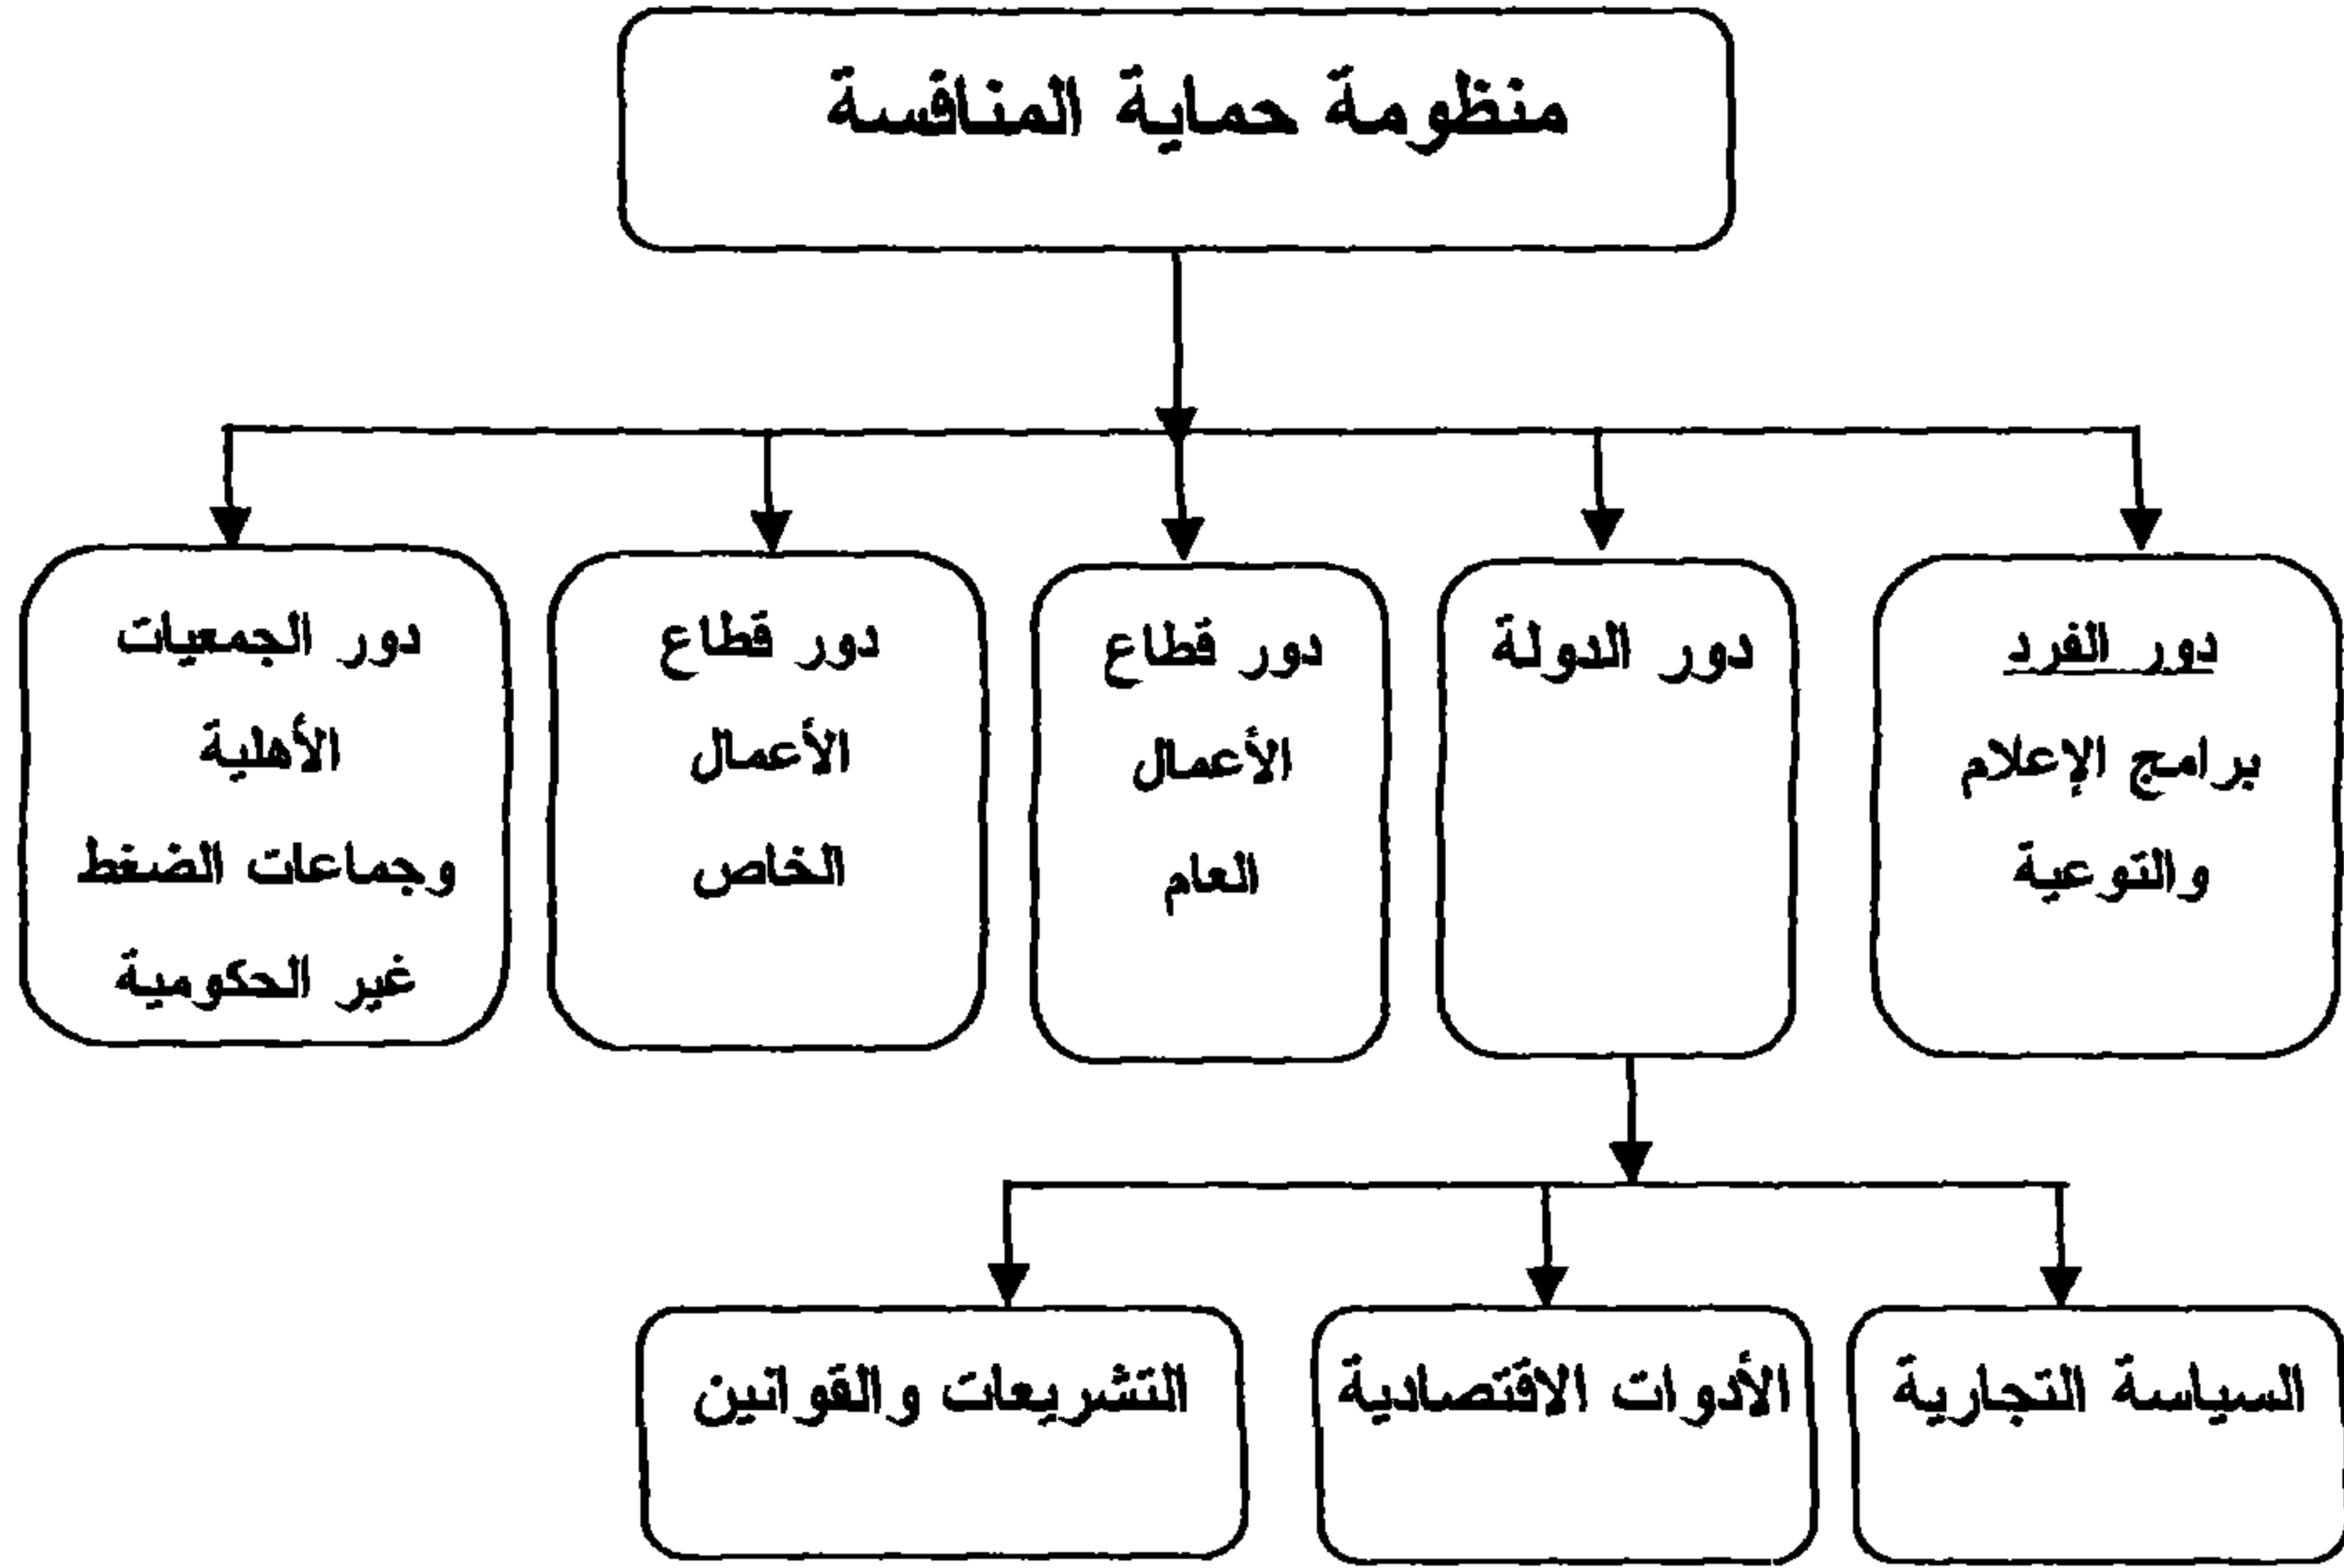 منظومة حماية المنافسة
دور الفرد
برامج الإعلام
والتوعية
دور الدولة
دور قطاع
الأعمال
العام
دور قطاع
الأعمال
الخاص
دور الجمعيات
الأهلية
وجماعات الضغط
غير الحكومية
السياسة التجارية
الأدوات الاقتصادية
التشريعات والقوانين